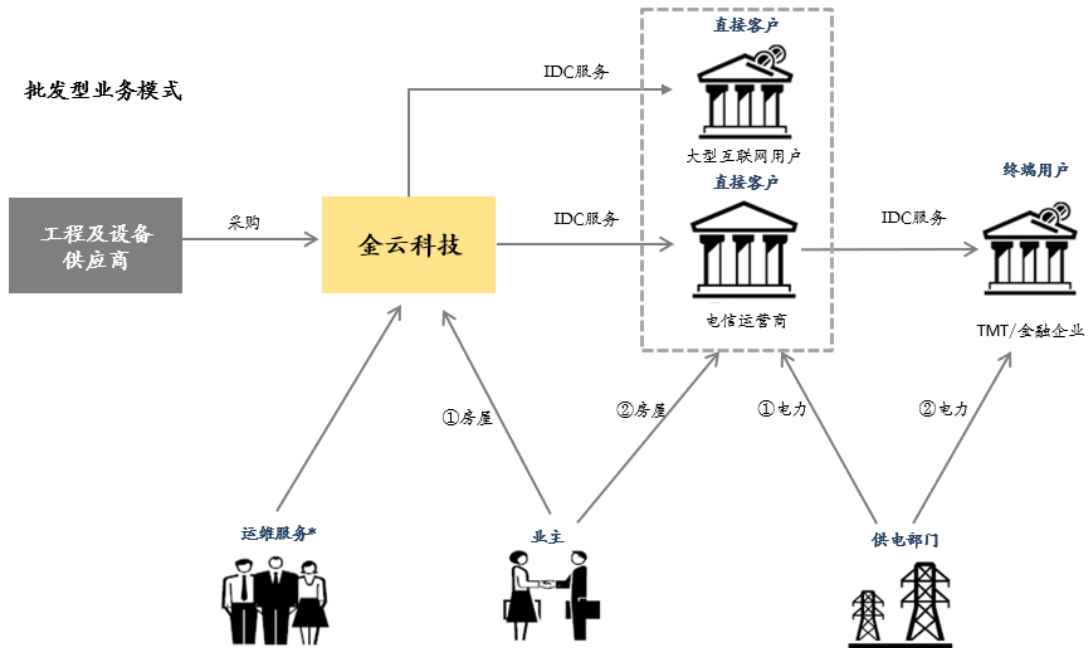 直接客户
批发型业务模式
IDC服务
大型互联网用户
直接客户
终端用户
工程及设备
供应商
采购
金云科技
IDC服务
IDC服务
电信运营商
TMT/金融企业
①房屋
②房屋
①电力
②电力
运维服务*
业主
供电部门